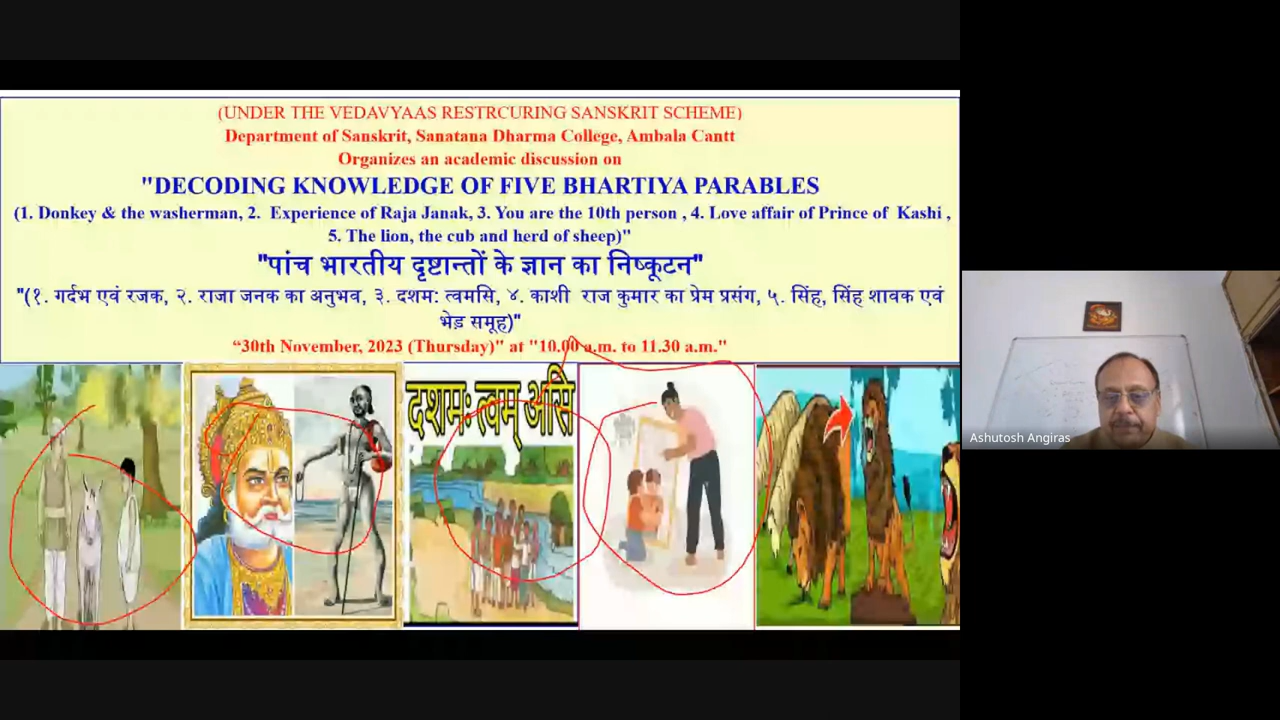 (UNDER THE VEDAVYAAS RESTRCURING SANSKRIT SCHEME)
Department of Sanskrit, Sanatana Dharma College, Ambala Cantt
Organizes an academic discussion on
"DECODING KNOWLEDGE OF FIVE BHARTIYA PARABLES
(1. Donkey & the washerman, 2. Experience of Raja Janak, 3. You are the 10th person , 4. Love affair of Prince of Kashi ,
5. The lion, the cub and herd of sheep)"
"पांच भारतीय दृष्टान्तों के ज्ञान का निष्कूटन"
"(१. गर्दभ एवं रजक, २. राजा जनक का अनुभव, ३. दशम: त्वमसि, ४. काशी राज कुमार का प्रेम प्रसंग, ५. सिंह, सिंह शावक एवं
भेड़ समूह)"
“30th November, 2023 (Thursday)" at "10.00 a.m. to 11.30 a.m."
दशमः त्वम् असि
Ashutosh Angiras